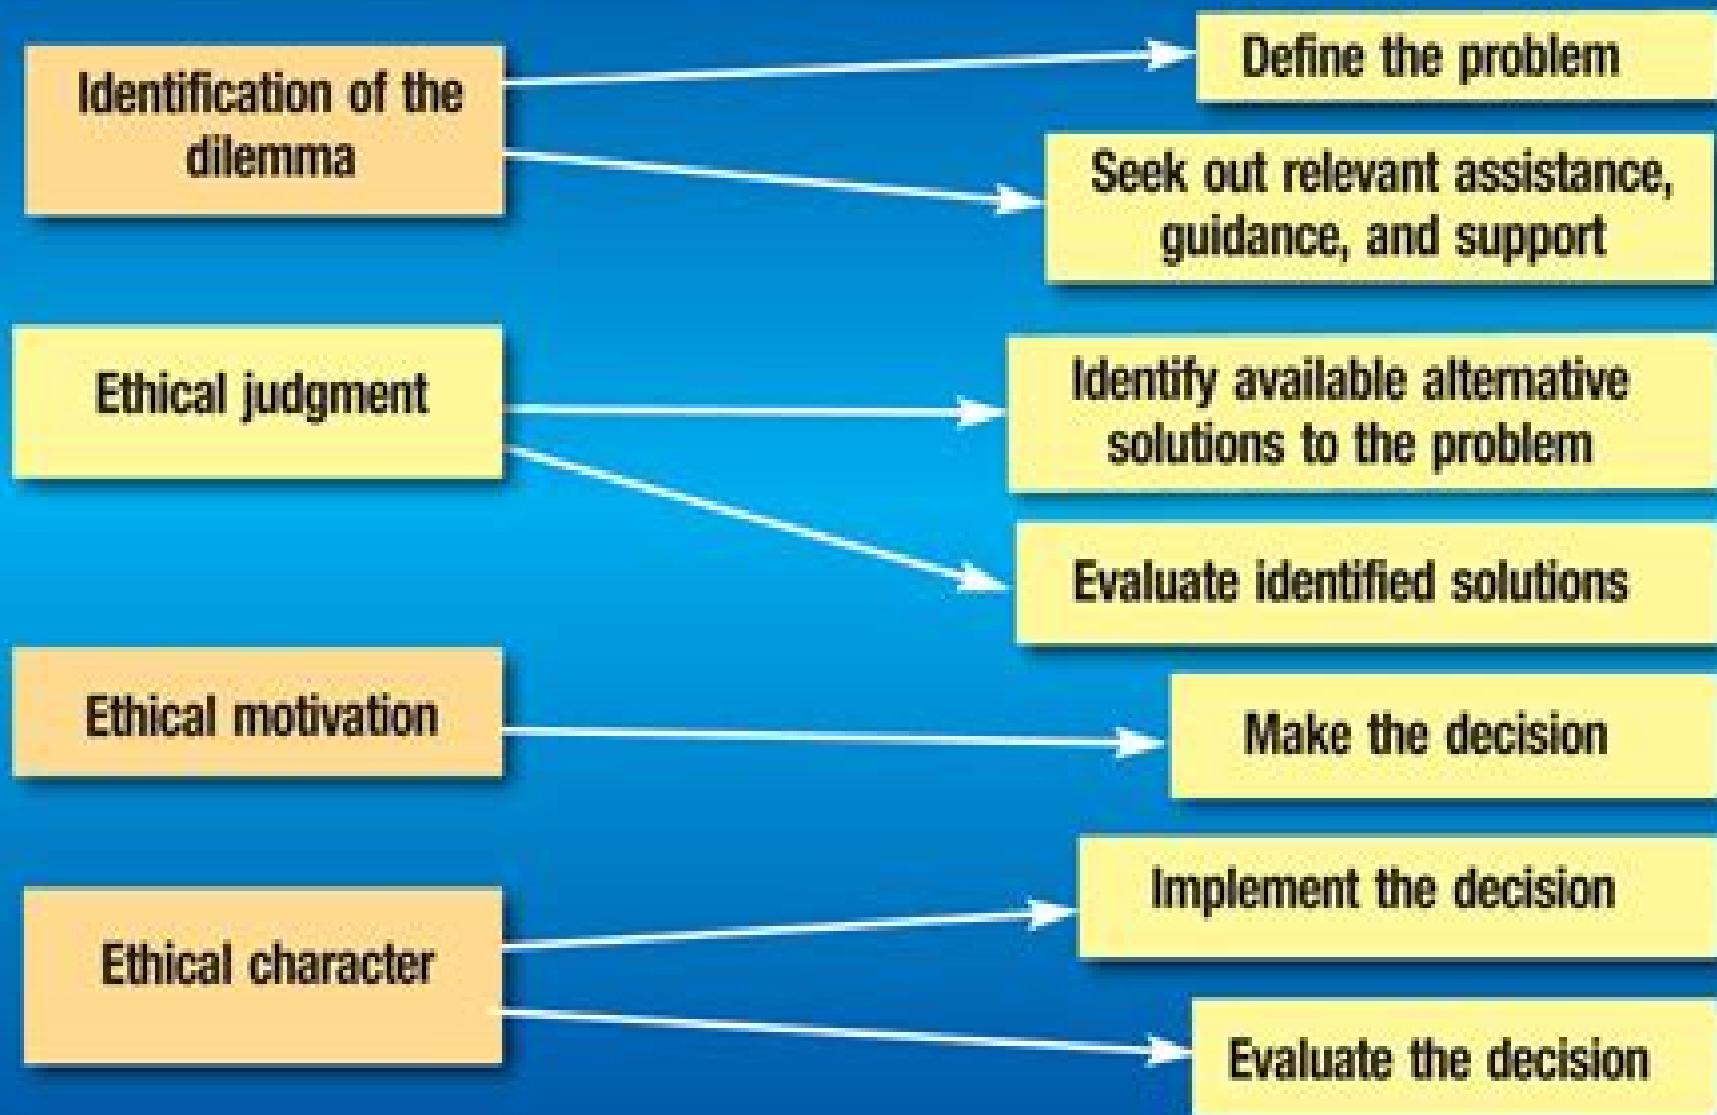 Identification of the
dilemma
Define the problem
Seek out relevant assistance,
guidance, and support
Ethical judgment
Identify available alternative
solutions to the problem
Evaluate identified solutions
Ethical motivation
Make the decision
Ethical character
Implement the decision
Evaluate the decision